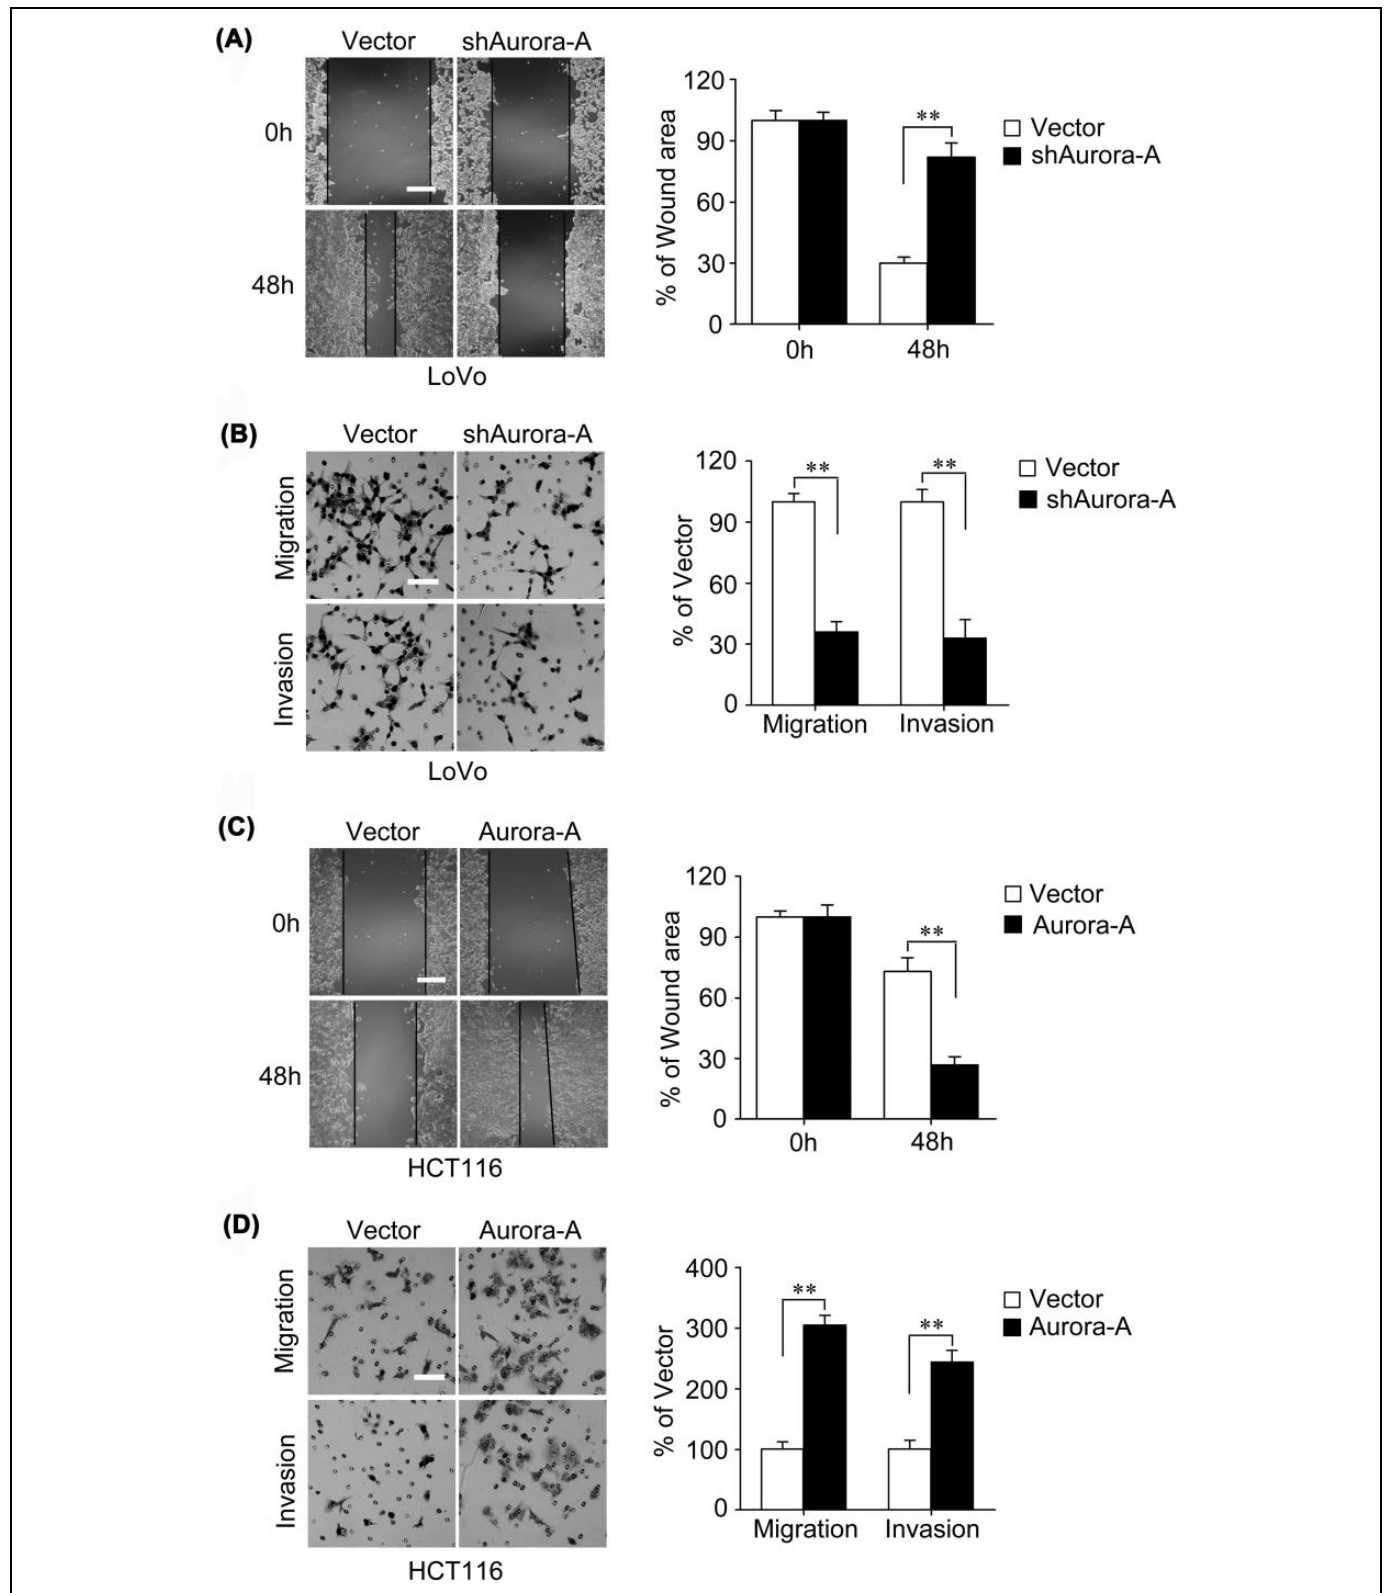 (A)
Vector shAurora-A
0h
48h
LoVo
% of Wound area
120
90
60
30
0
**
0h 48h
Vector
shAurora-A
(B)
Vector shAurora-A
Migration
Invasion
LoVo
% of Vector
120
90
60
30
0
** **
Migration Invasion
Vector
shAurora-A
(C)
Vector Aurora-A
0h
48h
HCT116
% of Wound area
120
90
60
30
0
**
0h 48h
Vector
Aurora-A
(D)
Vector Aurora-A
Migration
Invasion
HCT116
% of Vector
400
300
200
100
0
** **
Migration Invasion
Vector
Aurora-A